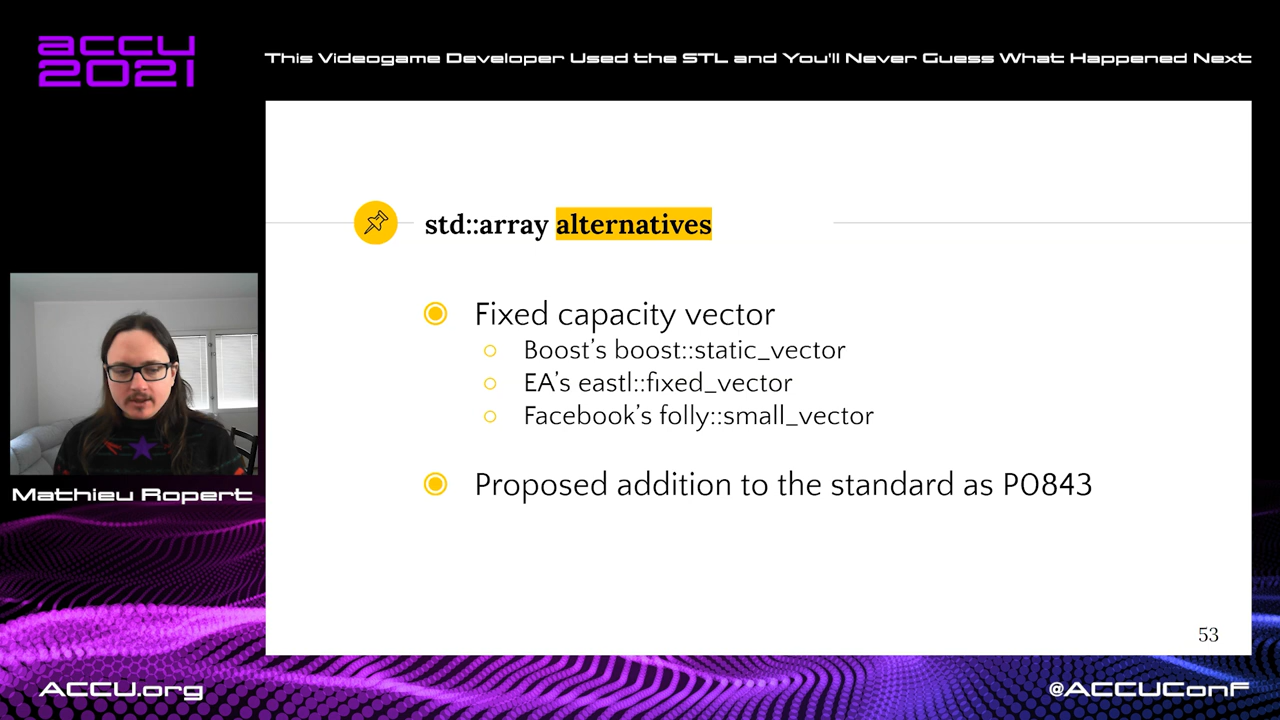 accu
2021
This Videogame Developer Used the STL and You'll Never Guess What Happened Next
std::array alternatives
Fixed capacity vector
Boost’s boost::static_vector
EA’s eastl::fixed_vector
Facebook’s folly::small_vector
Proposed addition to the standard as P0843
53
Mathieu Ropert
ACCU.org
@ACCUConf